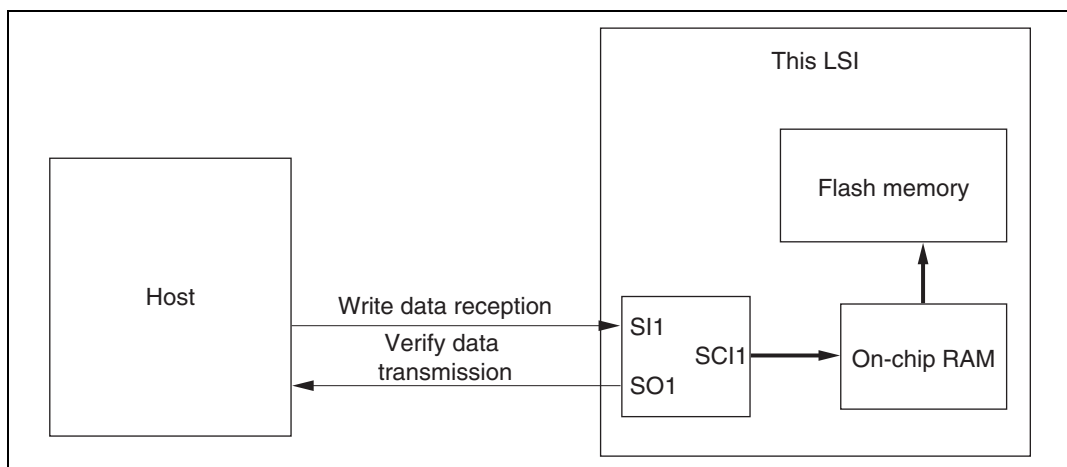 This LSI
Flash memory
Host
Write data reception
SI1
Verify data
transmission
SCI1
SO1
On-chip RAM